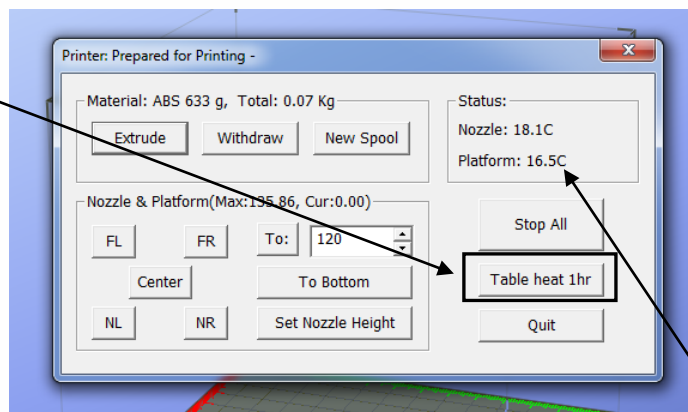 Printer: Prepared for Printing -
Material: ABS 633 g, Total: 0.07 Kg
Extrude
Withdraw
New Spool
Status:
Nozzle: 18.1C
Platform: 16.5C
Nozzle & Platform(Max:135.86, Cur:0.00)
FL
FR
To:
120
Center
To Bottom
NL
NR
Set Nozzle Height
Stop All
Table heat 1hr
Quit